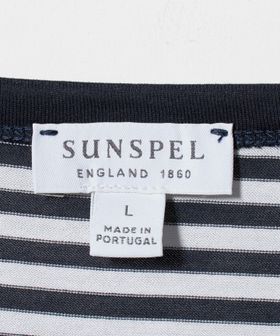 SUNSPEL
ENGLAND 1860
L
MADE IN
PORTUGAL